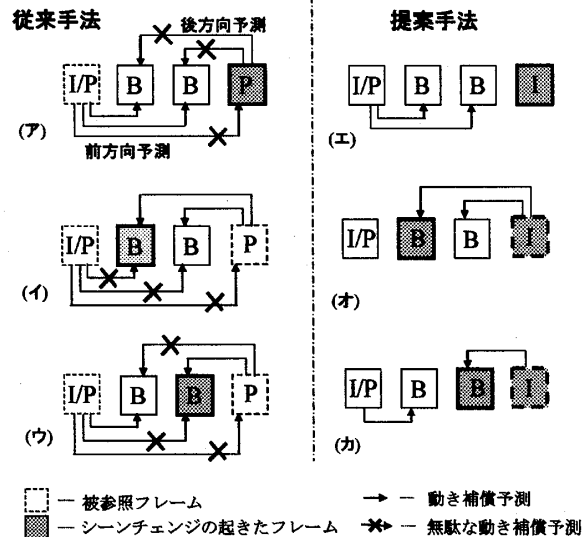 従来手法
提案手法
後方向予測
I/P B B P
(ア)
前方向予測
I/P B B I
(エ)
I/P B B P
(イ)
I/P B B I
(オ)
I/P B B P
(ウ)
I/P B B I
(カ)
― 被参照フレーム
― 動き補償予測
― シーンチェンジの起きたフレーム
― 無駄な動き補償予測